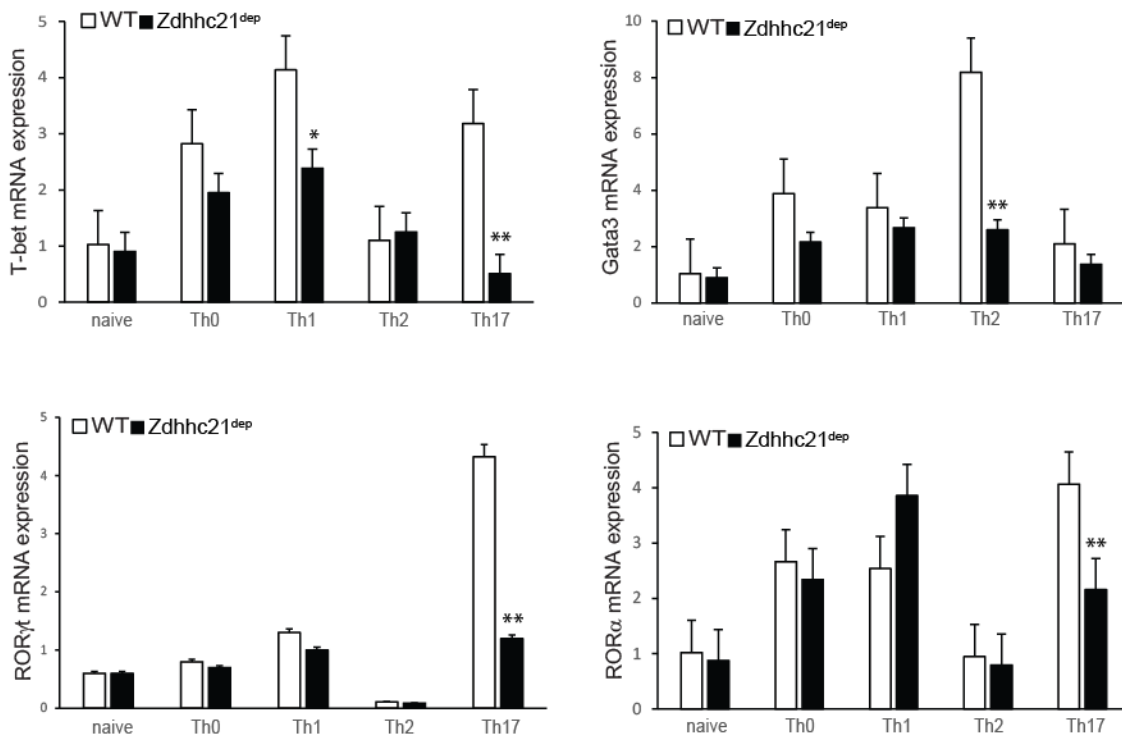 WT Zdhhc21dep
T-bet mRNA expression
5
4
3
2
1
0
*
**
naive Th0 Th1 Th2 Th17
WT Zdhhc21dep
Gata3 mRNA expression
10
8
6
4
2
0
**
naive Th0 Th1 Th2 Th17
WT Zdhhc21dep
RORγt mRNA expression
5
4
3
2
1
0
**
naive Th0 Th1 Th2 Th17
WT Zdhhc21dep
RORα mRNA expression
5
4
3
2
1
0
**
naive Th0 Th1 Th2 Th17